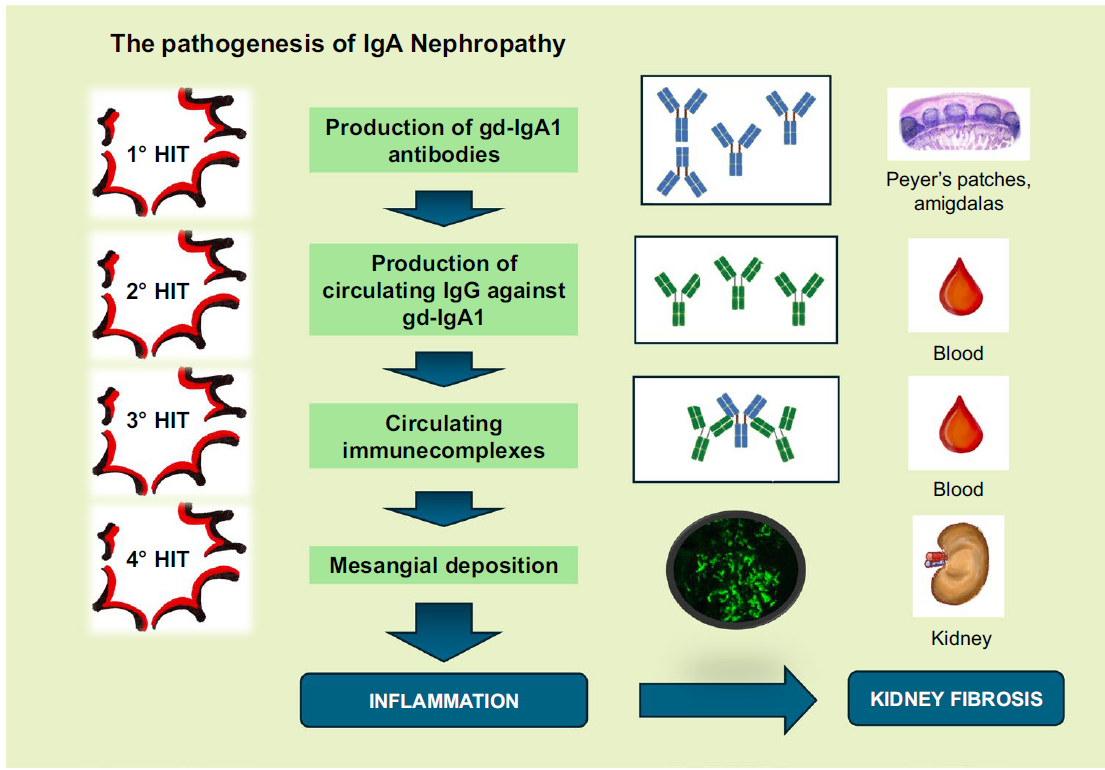 The pathogenesis of IgA Nephropathy
1° HIT
Production of gd-IgA1
antibodies
Peyer’s patches,
amigdalas
2° HIT
Production of
circulating IgG against
gd-IgA1
Blood
3° HIT
Circulating
immunecomplexes
Blood
4° HIT
Mesangial deposition
Kidney
INFLAMMATION
KIDNEY FIBROSIS